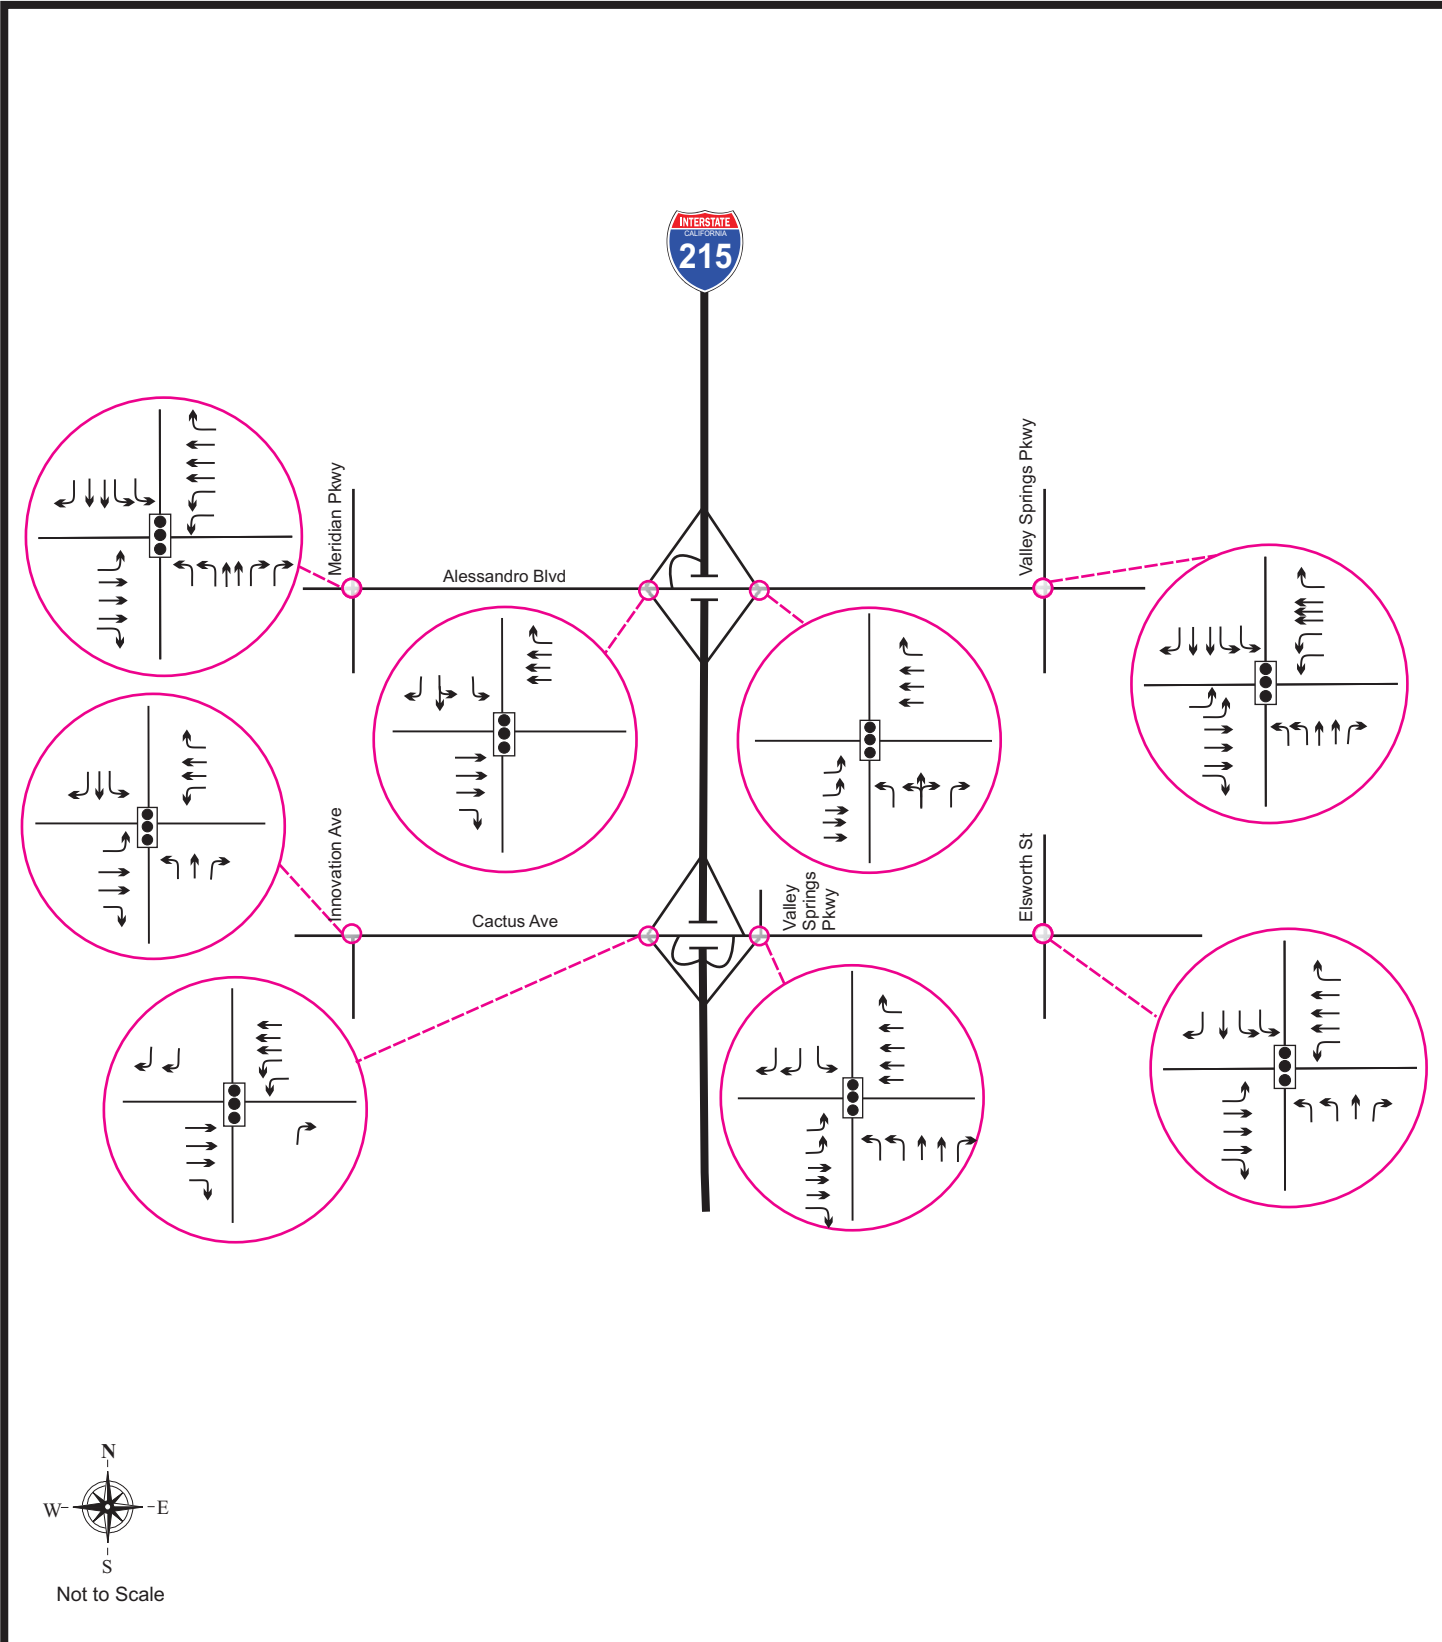 INTERSTATE
CALIFORNIA
215
Meridian Pkwy
Alessandro Blvd
Valley Springs Pkwy
Innovation Ave
Cactus Ave
Valley
Springs
Pkwy
Elsworth St
N
W
E
S
Not to Scale